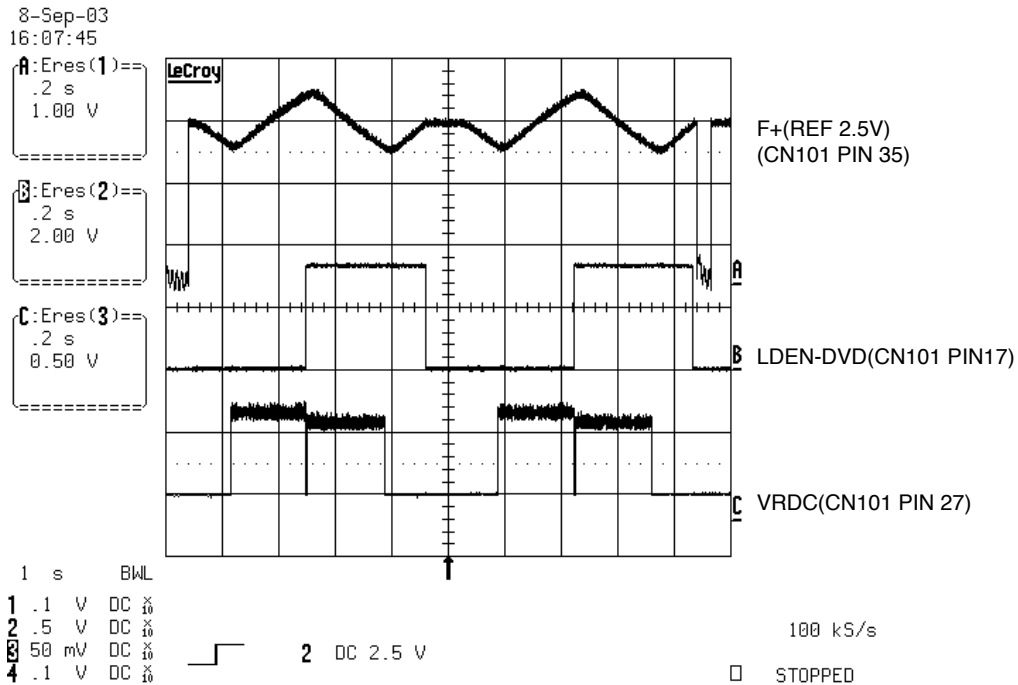 8-Sep-03
16:07:45
A:Eres(1)
.2 s
1.00 V
B:Eres(2)
.2 s
2.00 V
C:Eres(3)
.2 s
0.50 V
LeCroy
F+(REF 2.5V)
(CN101 PIN 35)
A
B
LDEN-DVD(CN101 PIN17)
C
VRDC(CN101 PIN 27)
1 s BWL
1 .1 V DC X10
2 .5 V DC X10
3 50 mV DC X10
4 .1 V DC X10
2 DC 2.5 V
100 kS/s
STOPPED